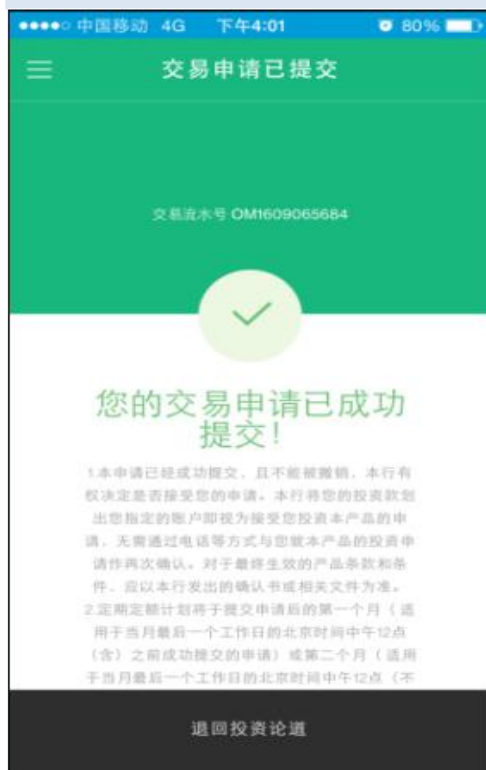 中国移动 4G 下午4:01 80%
交易申请已提交
交易流水号 OM1609065684
您的交易申请已成功
提交！
1.本申请已经成功提交、且不能被撤销。本行有
权决定是否接受您的申请。本行将您的投资款划
出您指定的账户即视为接受您投资本产品的申
请、无需通过电话等方式与您就本产品的投资申
请作再次确认。对于最终生效的产品条款和条
件、应以本行发出的确认书或相关文件为准。
2.定期定额计划将于提交申请后的第一个月（适
用于当月最后一个工作日的北京时间中午12点
（含）之前成功提交的申请）或第二个月（适用
于当月最后一个工作日的北京时间中午12点（不
退回投资论道